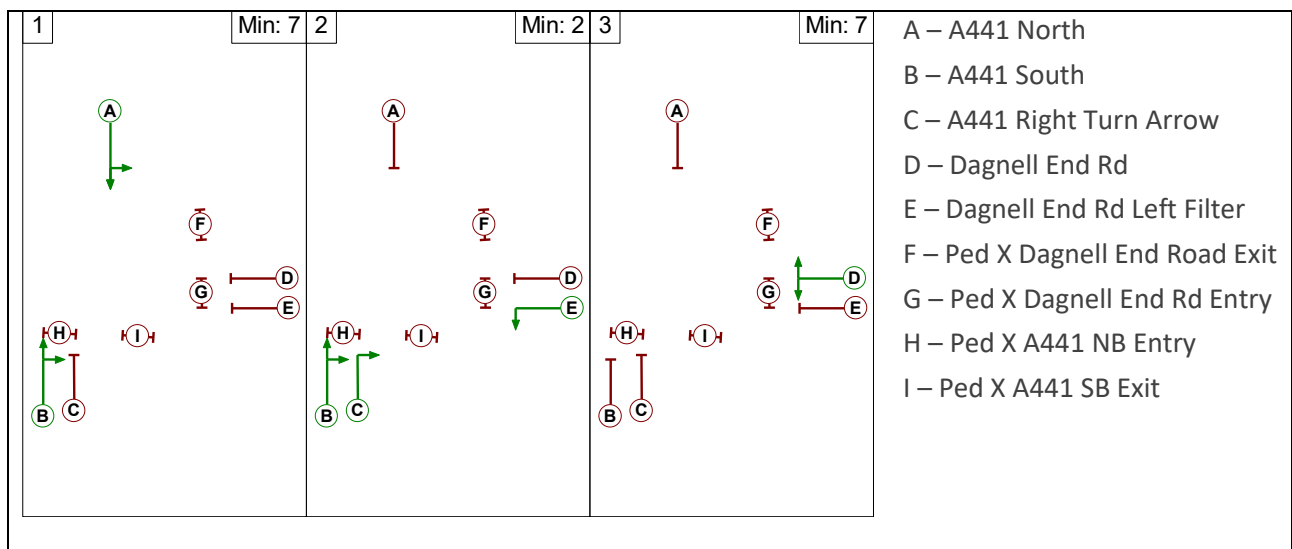 1 Min: 7
A
F
D
G
E
H
I
B
C
2 Min: 2
A
F
D
G
E
H
I
B
C
3 Min: 7
A
F
D
G
E
H
I
B
C
A – A441 North
B – A441 South
C – A441 Right Turn Arrow
D – Dagnell End Rd
E – Dagnell End Rd Left Filter
F – Ped X Dagnell End Road Exit
G – Ped X Dagnell End Rd Entry
H – Ped X A441 NB Entry
I – Ped X A441 SB Exit